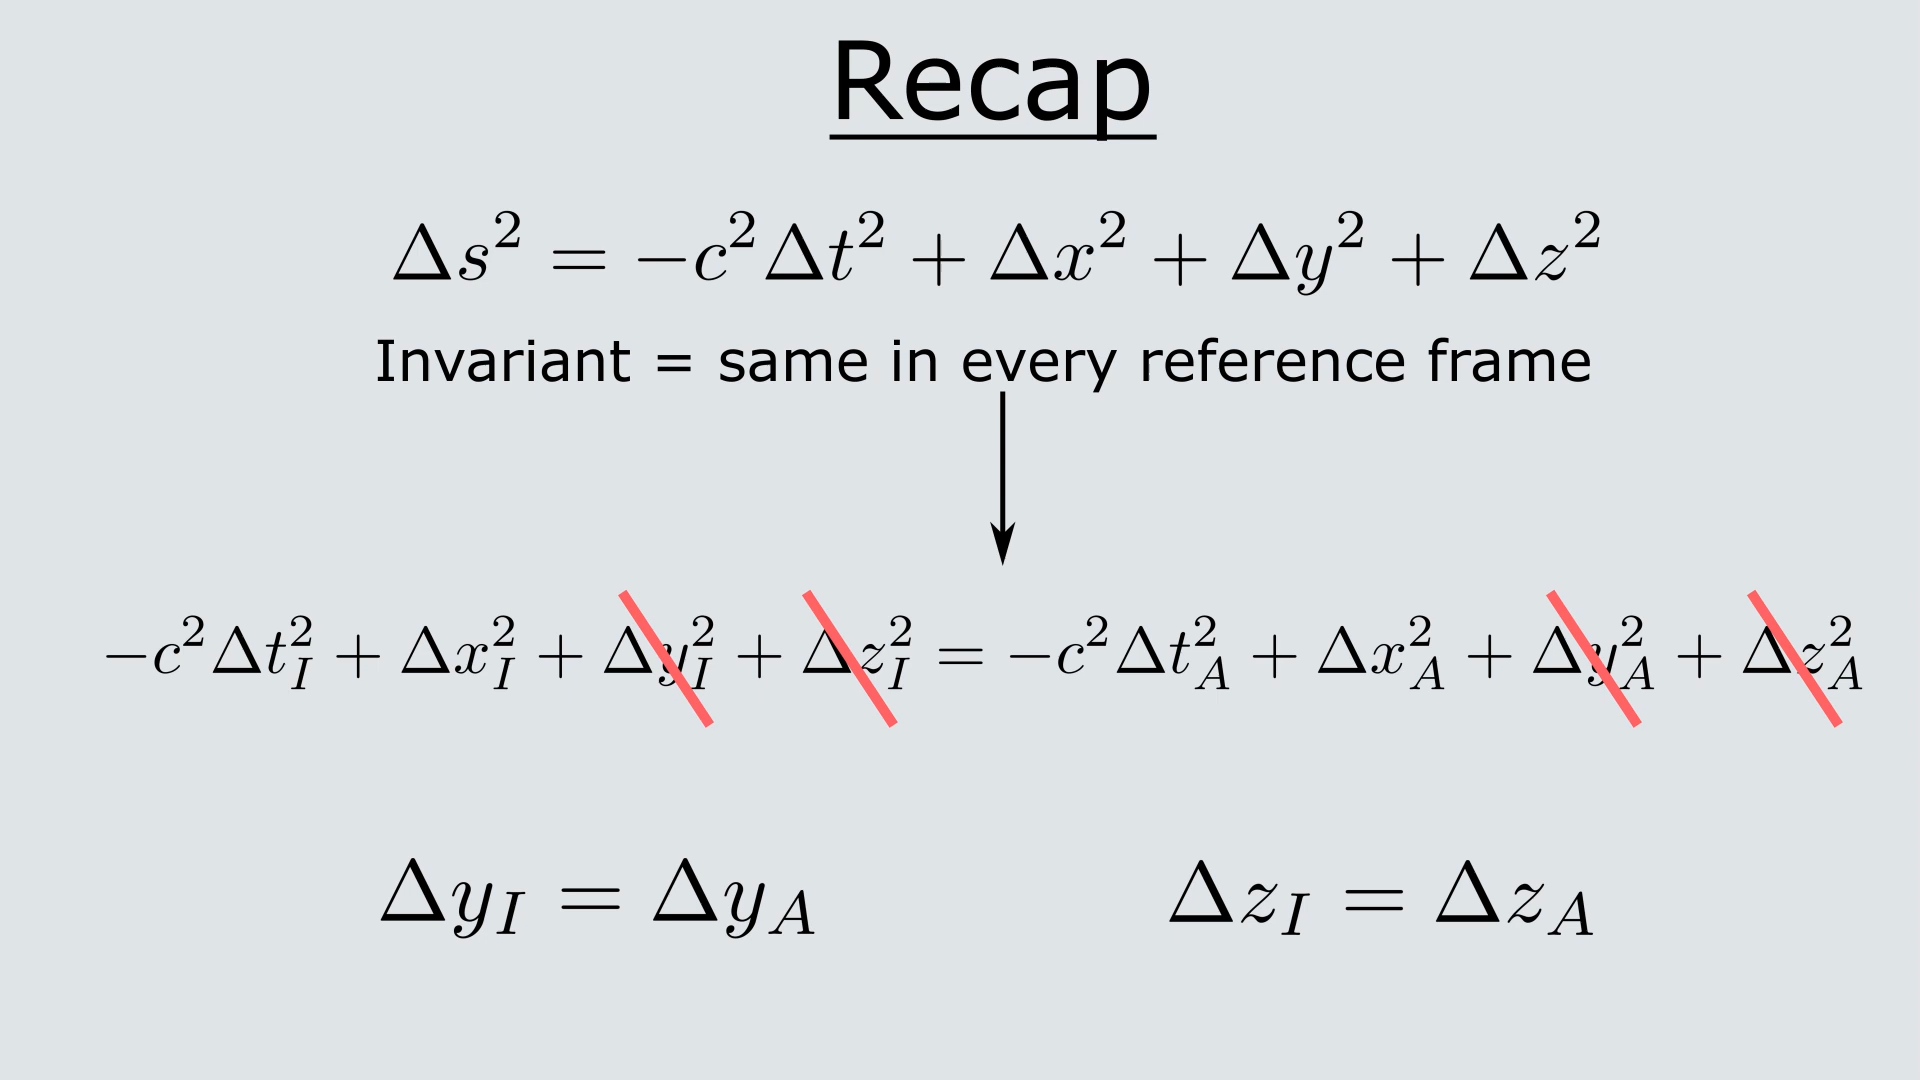 Recap
Δs² = −c²Δt² + Δx² + Δy² + Δz²
Invariant = same in every reference frame
−c²Δt_I² + Δx_I² + Δy_I² + Δz_I² = −c²Δt_A² + Δx_A² + Δy_A² + Δz_A²
Δy_I = Δy_A Δz_I = Δz_A